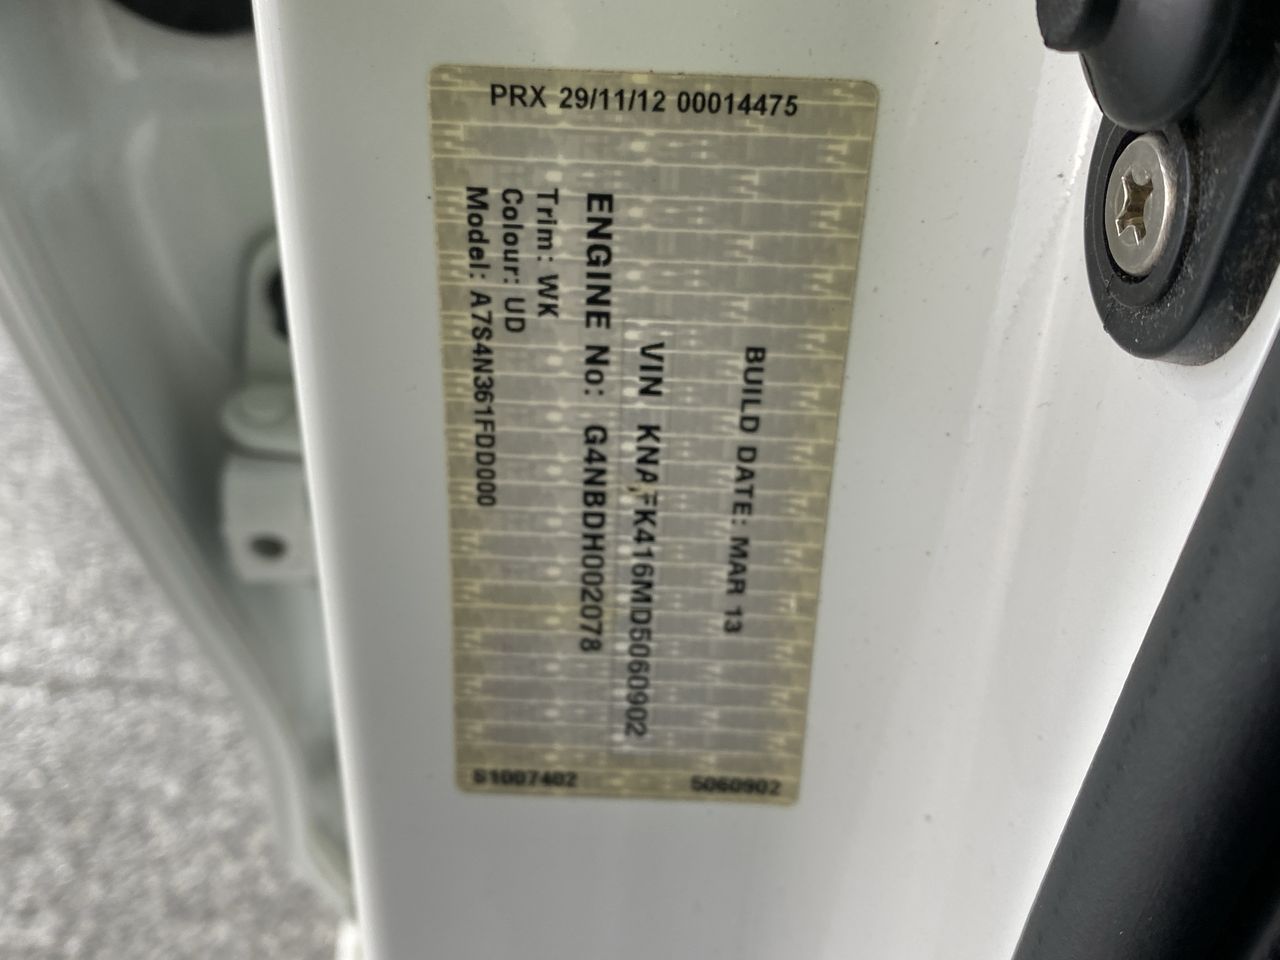 PRX 29/11/12 00014475
BUILD DATE: MAR 13
VIN KNAFK416MD5060902
ENGINE No: G4NBDH002078
Trim: WK
Colour: UD
Model: A7S4N361FDD000
S1007402
5060902